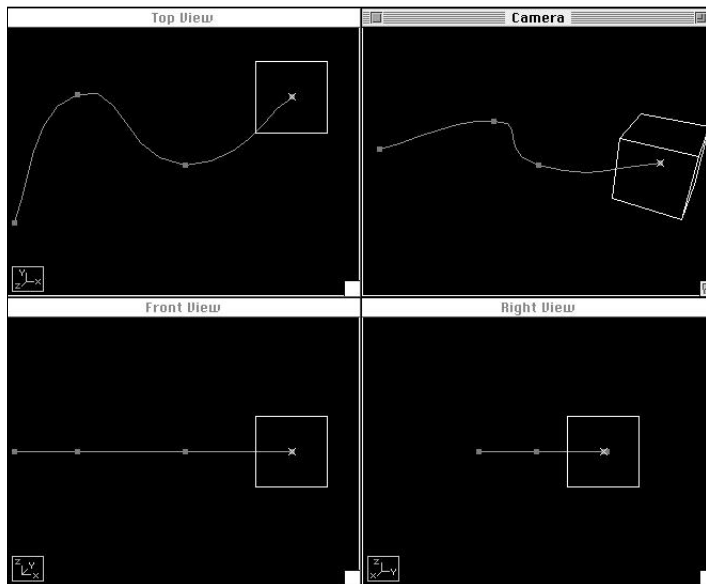 Top View
Camera
Y
Z X
Front View
Right View
Z Y
X
Z
X Y